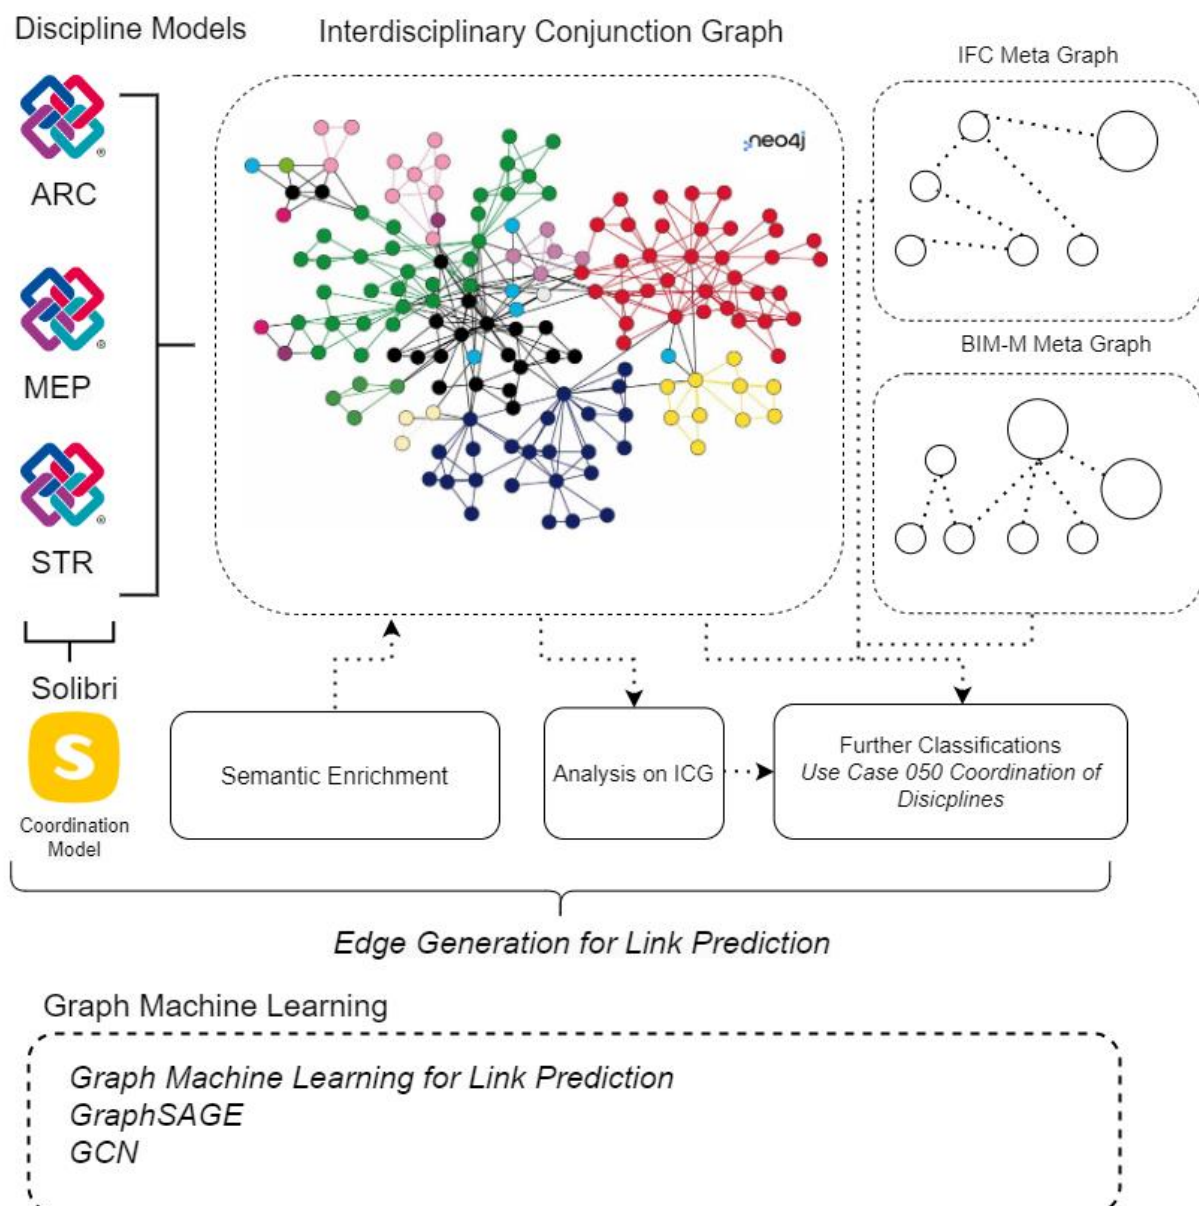 Discipline Models
Interdisciplinary Conjunction Graph
IFC Meta Graph
neo4j
®
ARC
®
MEP
BIM-M Meta Graph
®
STR
Solibri
S
Coordination
Model
Semantic Enrichment
Analysis on ICG
Further Classifications
Use Case 050 Coordination of
Disicplines
Edge Generation for Link Prediction
Graph Machine Learning
Graph Machine Learning for Link Prediction
GraphSAGE
GCN